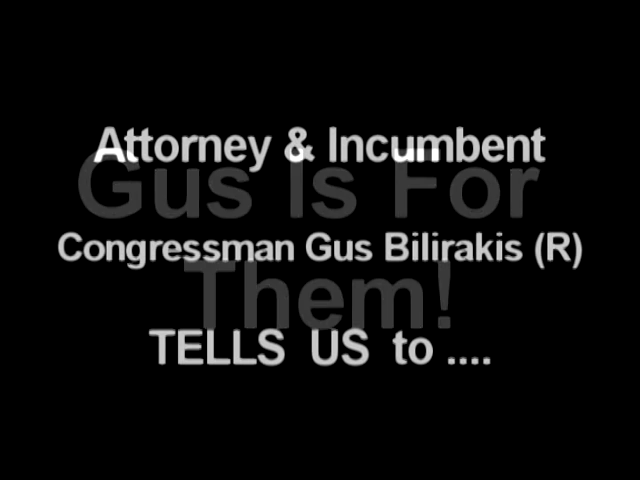 Attorney & Incumbent
Gus Is For
Congressman Gus Bilirakis (R)
Them!
TELLS US to ....